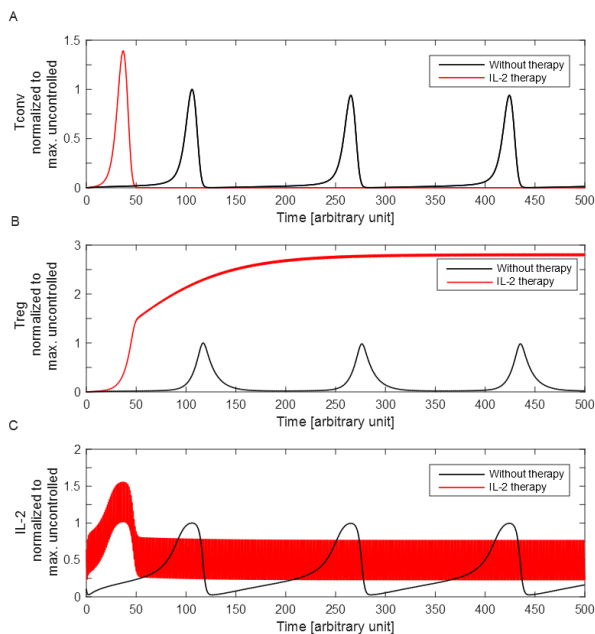 A
1.5
1
0.5
0
Tconv
normalized to
max. uncontrolled
Without therapy
IL-2 therapy
0 50 100 150 200 250 300 350 400 450 500
Time [arbitrary unit]
B
3
2
1
0
Treg
normalized to
max. uncontrolled
Without therapy
IL-2 therapy
0 50 100 150 200 250 300 350 400 450 500
Time [arbitrary unit]
C
2
1.5
1
0.5
0
IL-2
normalized to
max. uncontrolled
Without therapy
IL-2 therapy
0 50 100 150 200 250 300 350 400 450 500
Time [arbitrary unit]